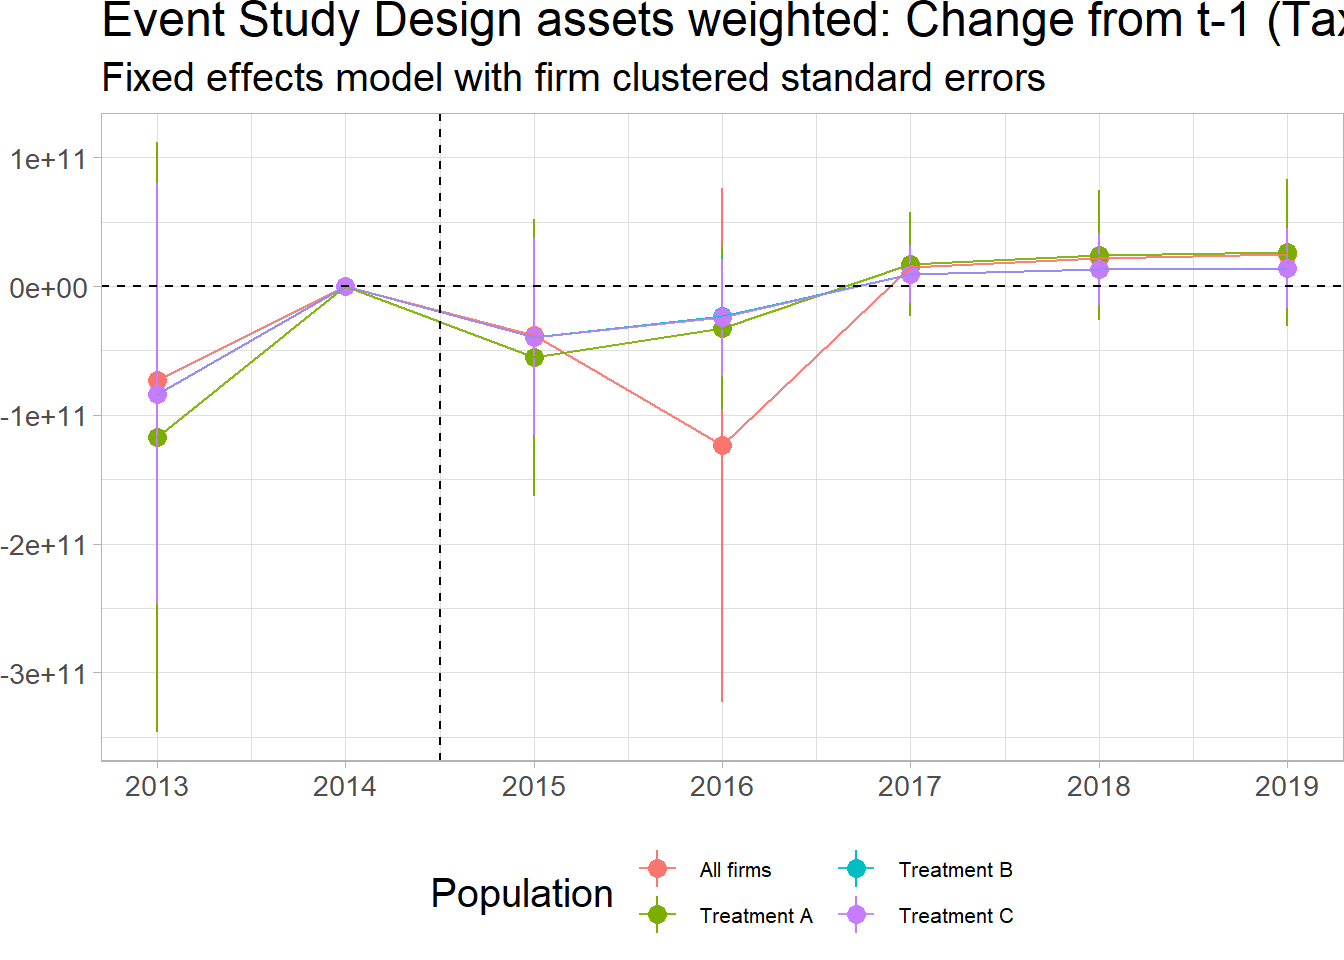 Event Study Design assets weighted: Change from t-1 (Tax
Fixed effects model with firm clustered standard errors
1e+11
0e+00
-1e+11
-2e+11
-3e+11
2013 2014 2015 2016 2017 2018 2019
Population
All firms
Treatment A
Treatment B
Treatment C